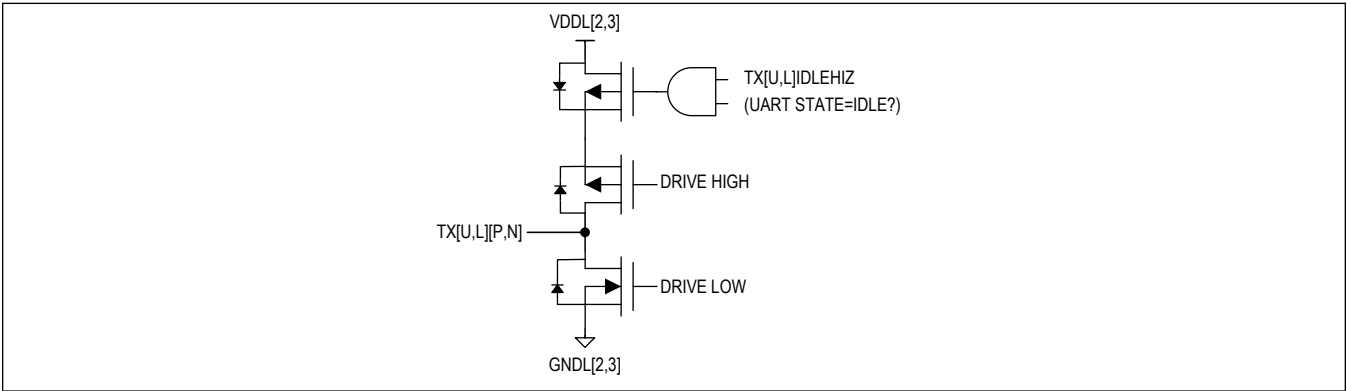 VDDL[2,3]
TX[U,L]IDLEHIZ
(UART STATE=IDLE?)
DRIVE HIGH
TX[U,L][P,N]
DRIVE LOW
GNDL[2,3]